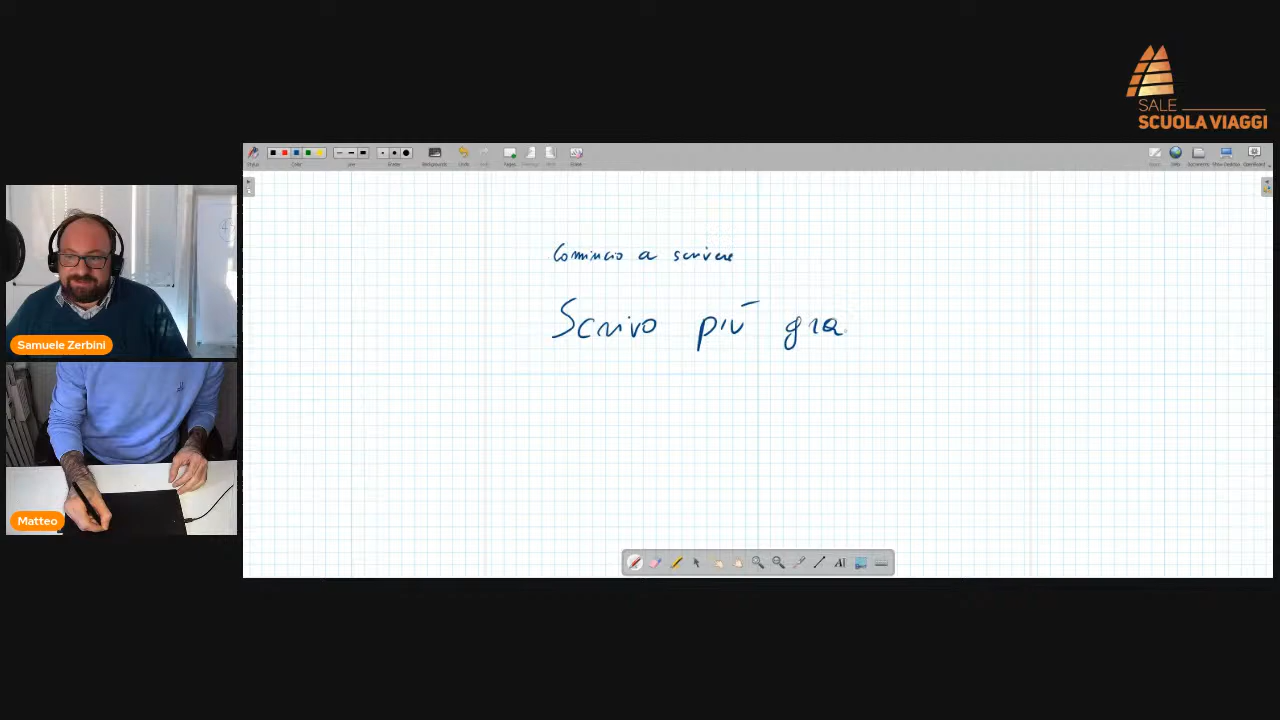 SALE
SCUOLA VIAGGI
Comincio a scrivere
Scrivo più gra
Samuele Zerbini
Matteo